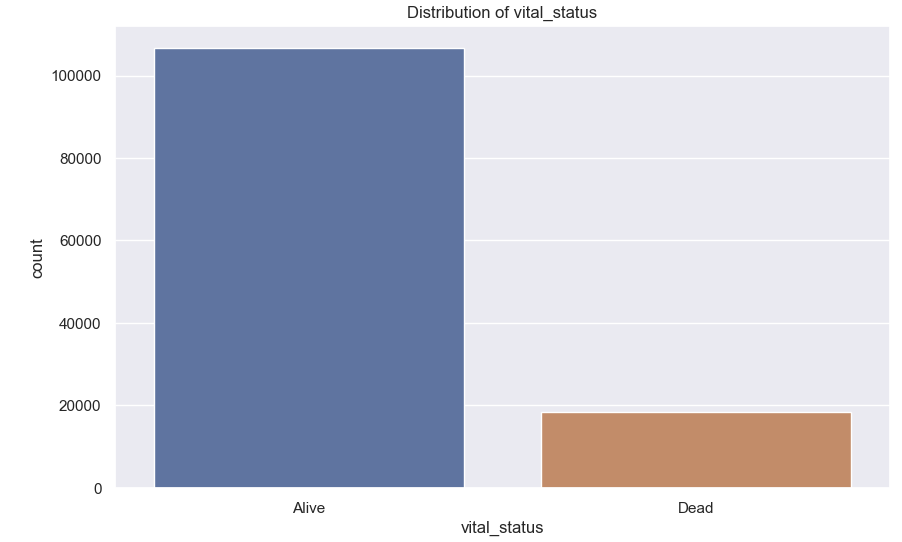 Distribution of vital_status
100000
80000
60000
40000
20000
0
count
Alive
Dead
vital_status